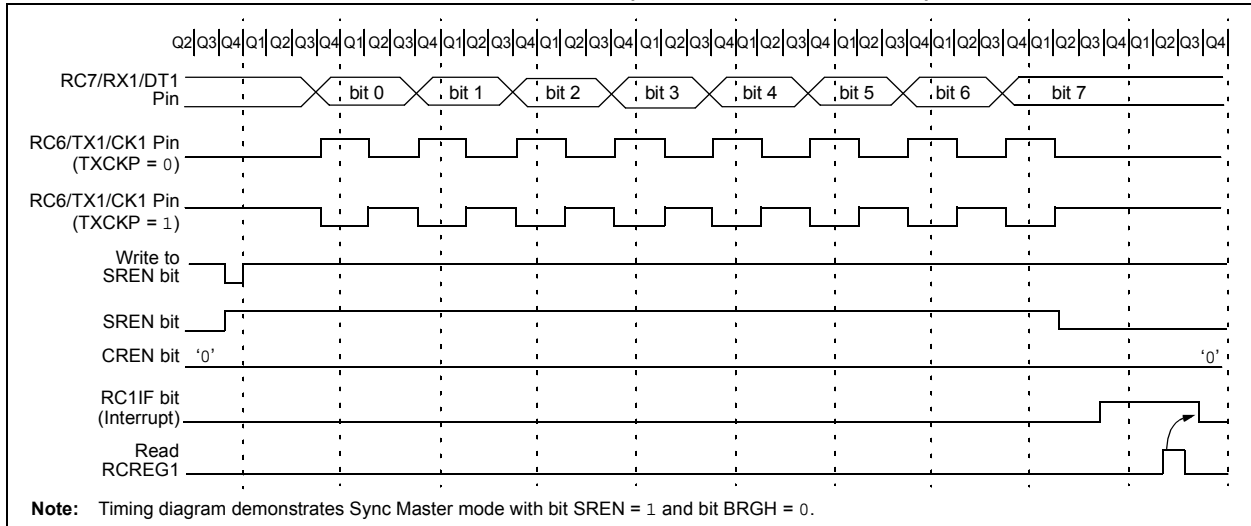 Q2|Q3|Q4|Q1|Q2|Q3|Q4|Q1|Q2|Q3|Q4|Q1|Q2|Q3|Q4|Q1|Q2|Q3|Q4|Q1|Q2|Q3|Q4|Q1|Q2|Q3|Q4|Q1|Q2|Q3|Q4|Q1|Q2|Q3|Q4|Q1|Q2|Q3|Q4|Q1|Q2|Q3|Q4|
RC7/RX1/DT1
Pin
bit 0 bit 1 bit 2 bit 3 bit 4 bit 5 bit 6 bit 7
RC6/TX1/CK1 Pin
(TXCKP = 0)
RC6/TX1/CK1 Pin
(TXCKP = 1)
Write to
SREN bit
SREN bit
CREN bit ‘0’ ‘0’
RC1IF bit
(Interrupt)
Read
RCREG1
Note: Timing diagram demonstrates Sync Master mode with bit SREN = 1 and bit BRGH = 0.